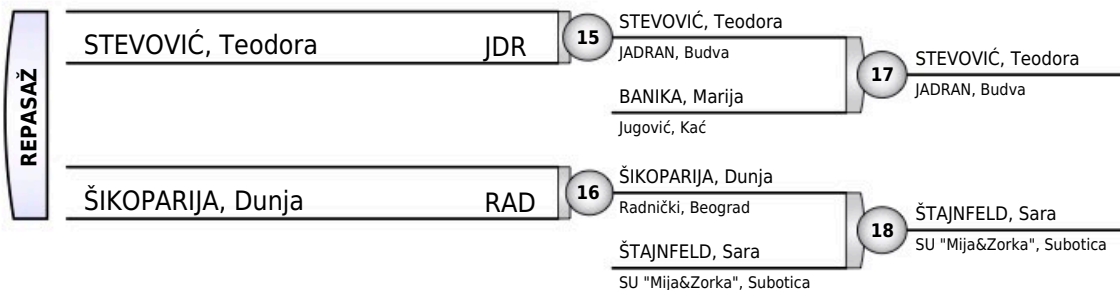 REPASAŽ
STEVOVIĆ, Teodora JDR
15
STEVOVIĆ, Teodora
JADRAN, Budva
BANIKA, Marija
Jugović, Kać
17
STEVOVIĆ, Teodora
JADRAN, Budva
ŠIKOPARIJA, Dunja RAD
16
ŠIKOPARIJA, Dunja
Radnički, Beograd
ŠTAJNFELD, Sara
SU "Mija&Zorka", Subotica
18
ŠTAJNFELD, Sara
SU "Mija&Zorka", Subotica